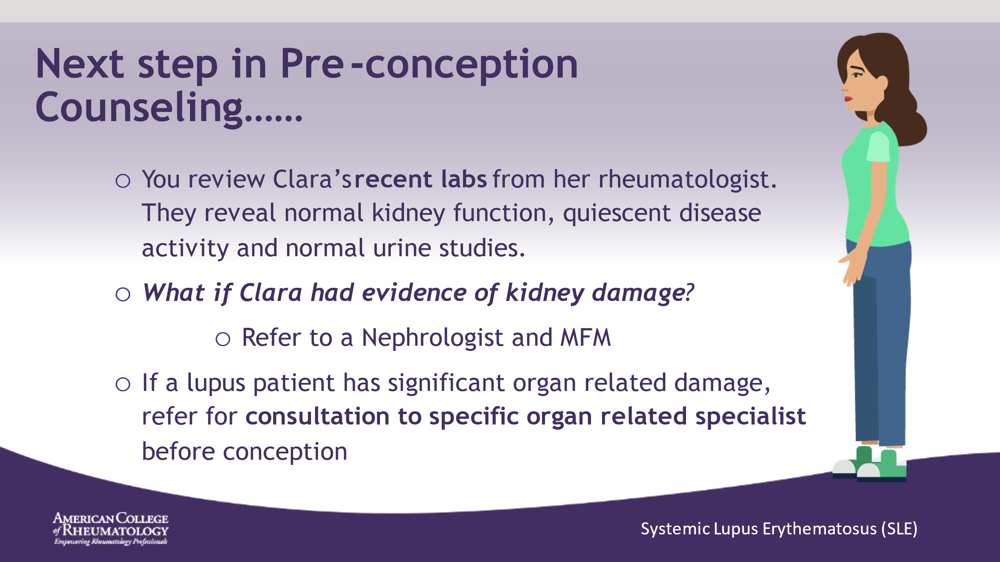 Next step in Pre-conception
Counseling......
○ You review Clara’s recent labs from her rheumatologist.
They reveal normal kidney function, quiescent disease
activity and normal urine studies.
○ What if Clara had evidence of kidney damage?
○ Refer to a Nephrologist and MFM
○ If a lupus patient has significant organ related damage,
refer for consultation to specific organ related specialist
before conception
AMERICAN COLLEGE
of RHEUMATOLOGY
Empowering Rheumatology Professionals
Systemic Lupus Erythematosus (SLE)